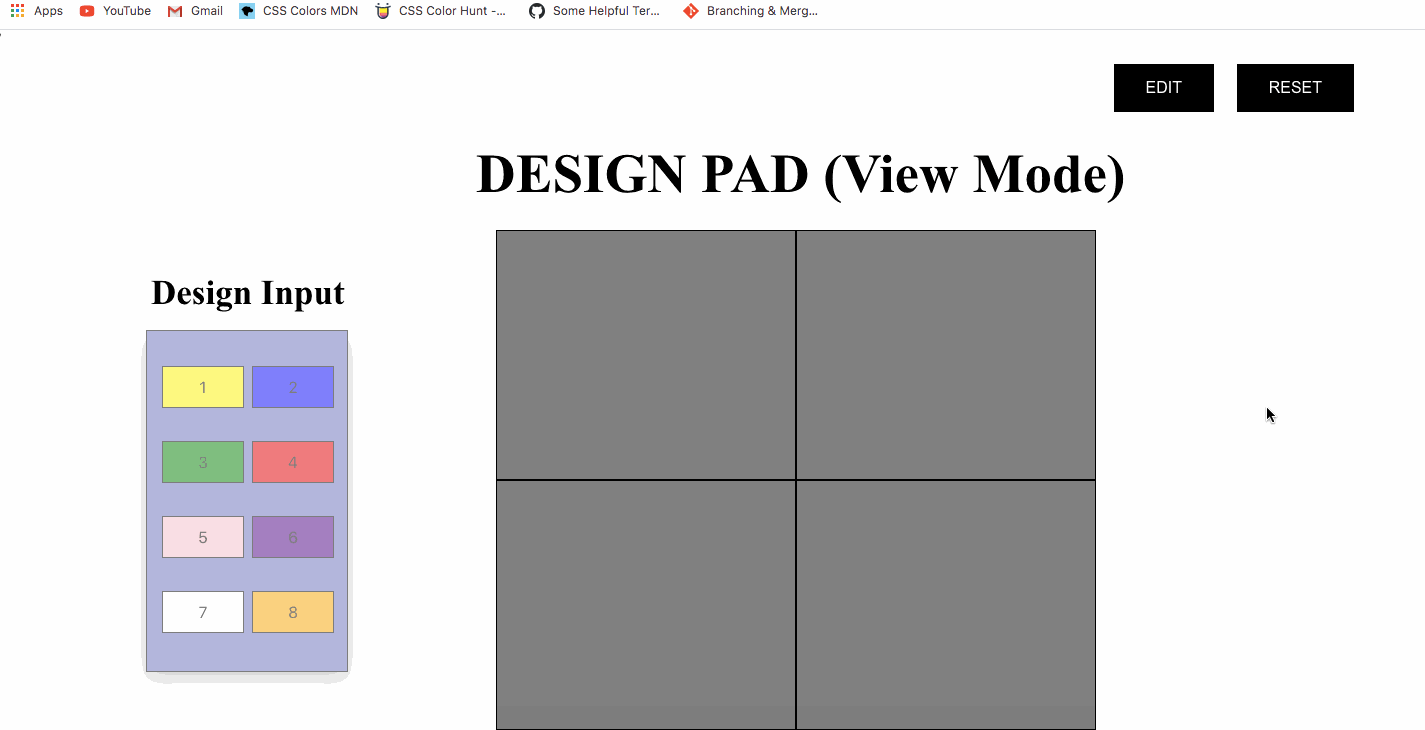 Apps YouTube Gmail CSS Colors MDN CSS Color Hunt -... Some Helpful Ter... Branching & Merg...
EDIT RESET
DESIGN PAD (View Mode)
Design Input
1 2
3 4
5 6
7 8